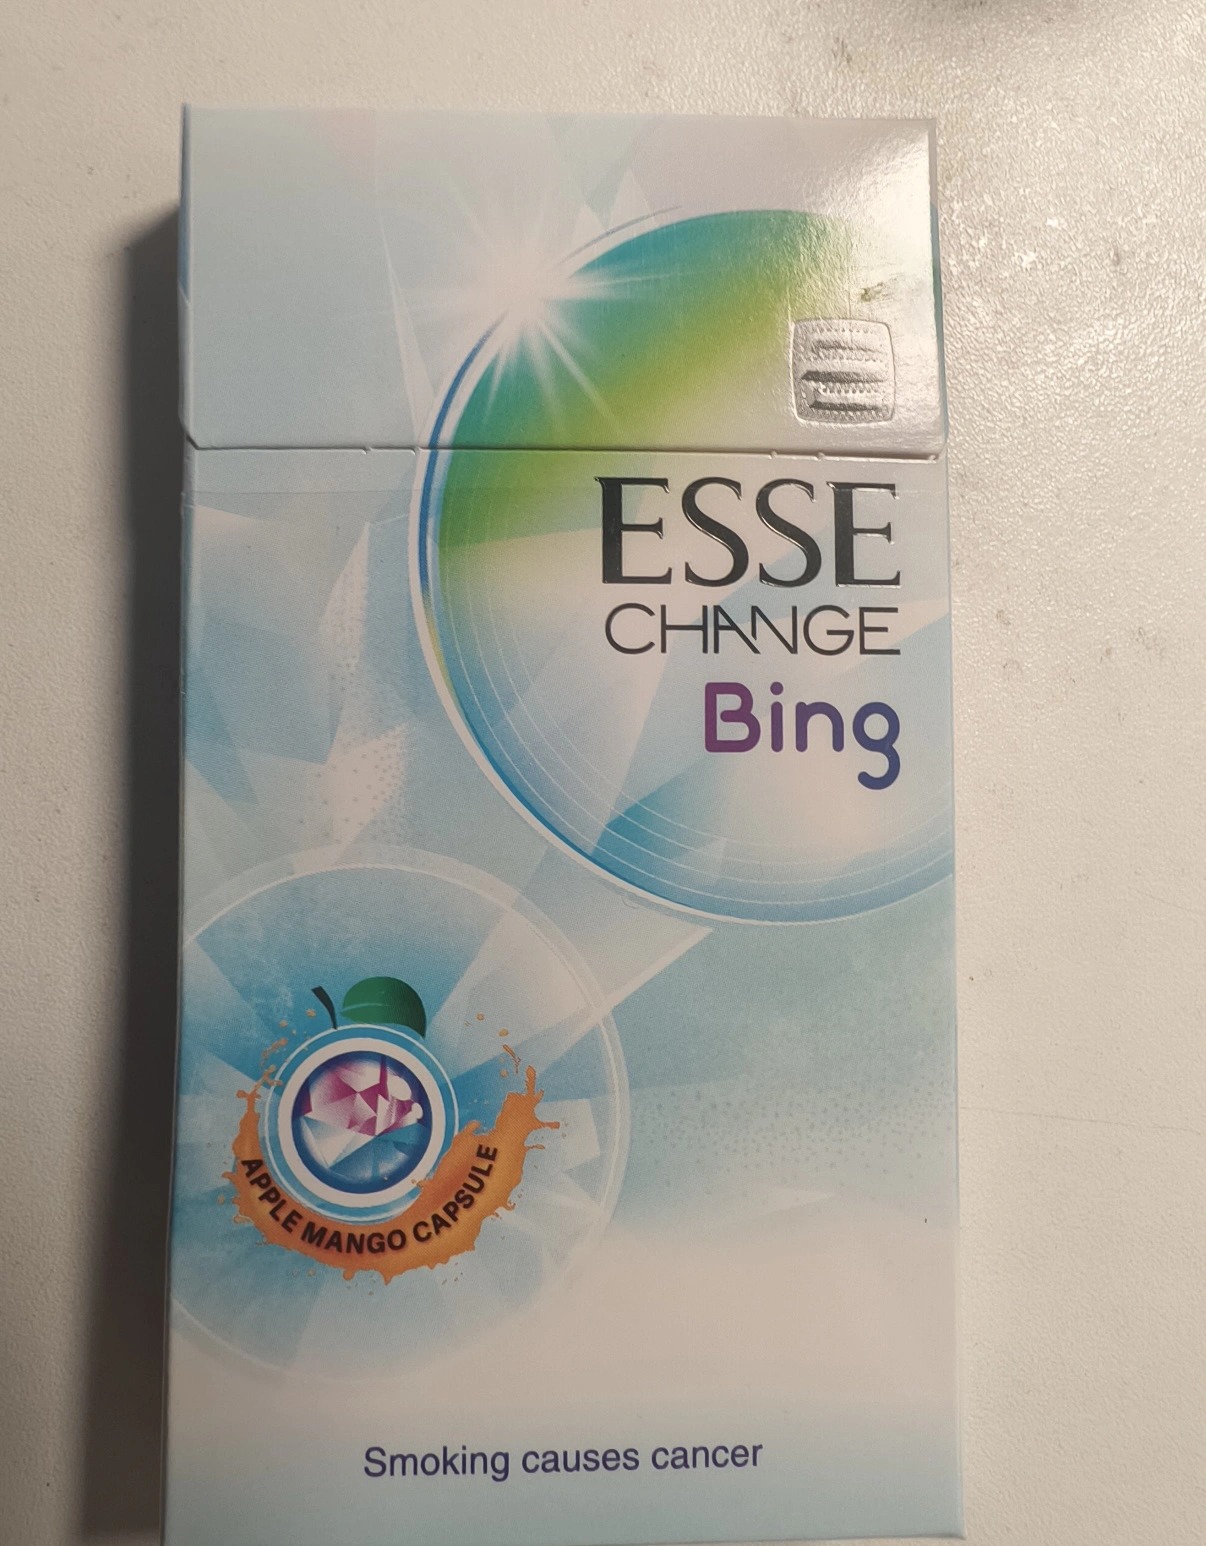 ESSE
CHANGE
Bing
APPLE MANGO CAPSULE
Smoking causes cancer